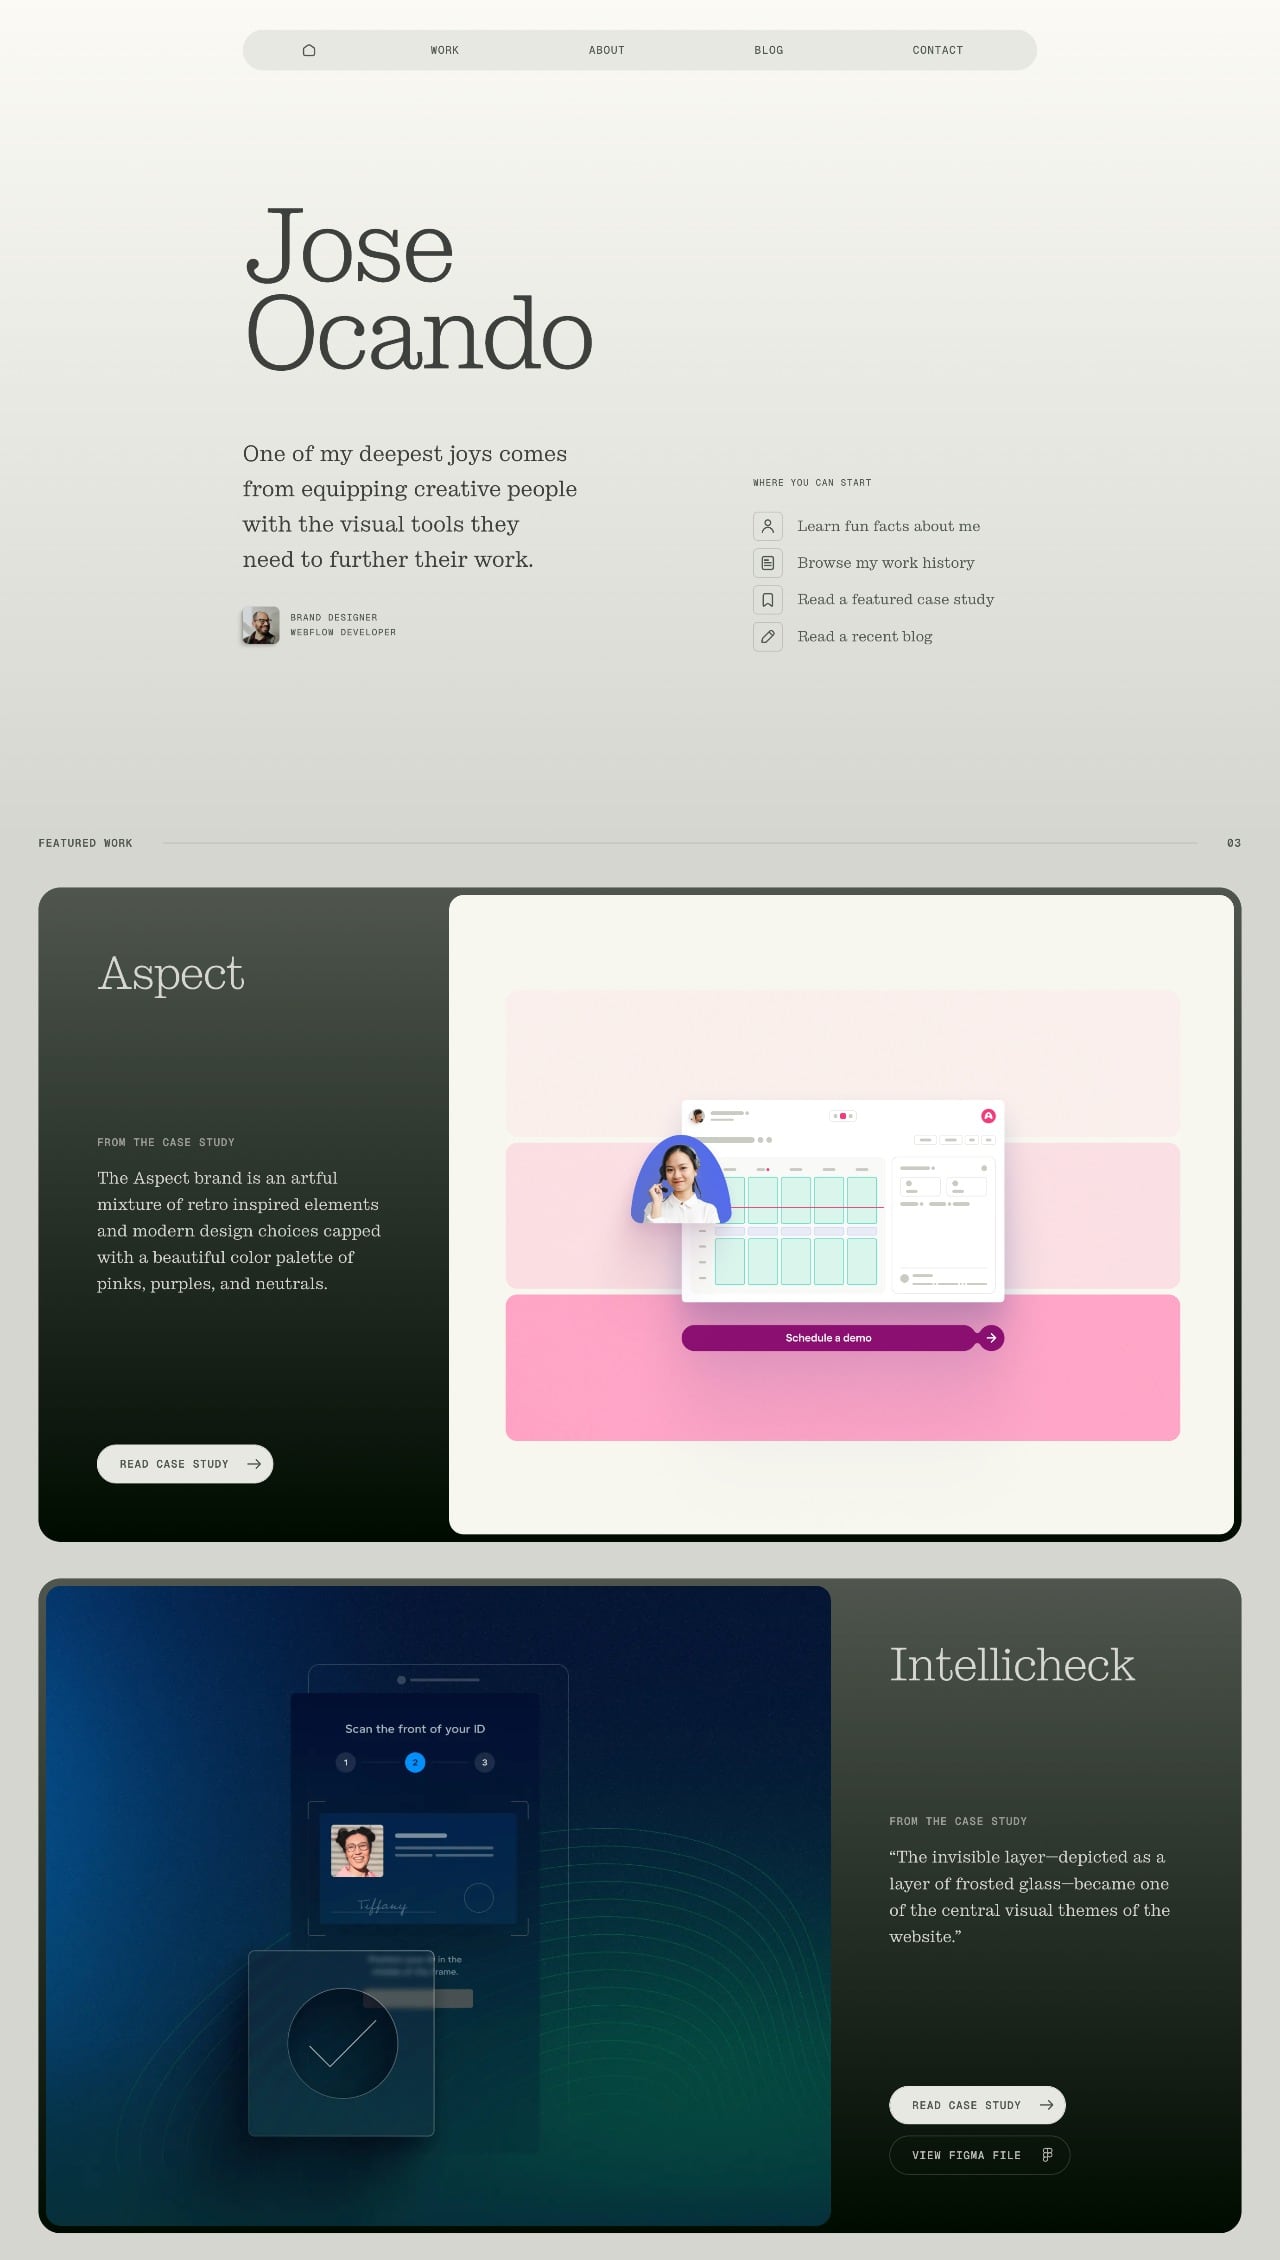 WORK
ABOUT
BLOG
CONTACT
Jose
Ocando
One of my deepest joys comes
from equipping creative people
with the visual tools they
need to further their work.
BRAND DESIGNER
WEBFLOW DEVELOPER
WHERE YOU CAN START
Learn fun facts about me
Browse my work history
Read a featured case study
Read a recent blog
FEATURED WORK
03
Aspect
FROM THE CASE STUDY
The Aspect brand is an artful
mixture of retro inspired elements
and modern design choices capped
with a beautiful color palette of
pinks, purples, and neutrals.
READ CASE STUDY
Schedule a demo
Scan the front of your ID
1
2
3
Tiffany
in the
frame.
Intellicheck
FROM THE CASE STUDY
“The invisible layer—depicted as a
layer of frosted glass—became one
of the central visual themes of the
website.”
READ CASE STUDY
VIEW FIGMA FILE